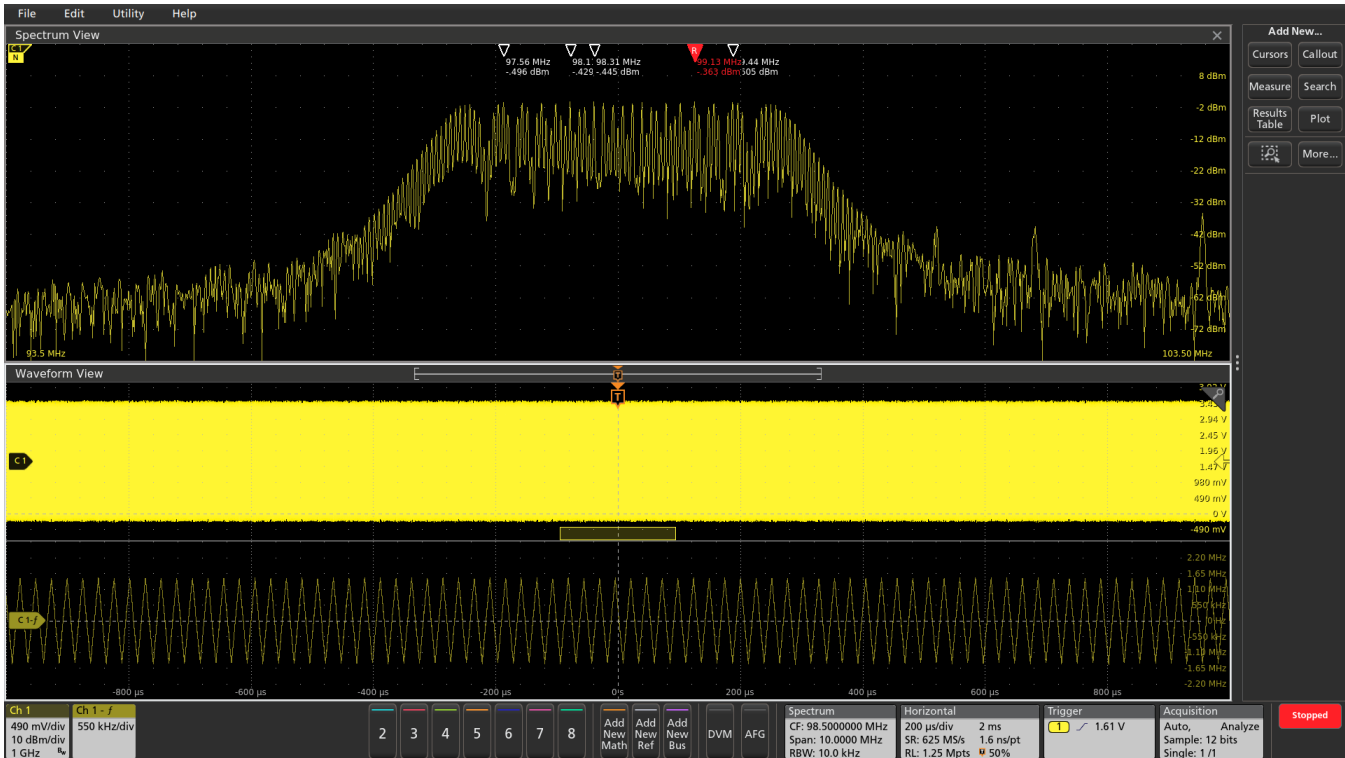 File Edit Utility Help
Spectrum View
Add New...
Cursors Callout
Measure Search
Results Table Plot
More...
C 1
N
R
97.56 MHz 98.31 MHz 99.13 MHz
-.496 dBm -.429 -.445 dBm -.363 dBm
8 dBm
-2 dBm
-12 dBm
-22 dBm
-32 dBm
-42 dBm
-52 dBm
-62 dBm
-72 dBm
93.5 MHz 103.50 MHz
Waveform View
T
T
2.94 V
2.45 V
1.96 V
1.47 V
980 mV
490 mV
0 V
-490 mV
C 1
2.20 MHz
1.65 MHz
1.10 MHz
550 kHz
0 Hz
-550 kHz
-1.10 MHz
-1.65 MHz
-2.20 MHz
C 1-f
-800 µs -600 µs -400 µs -200 µs 0 s 200 µs 400 µs 600 µs 800 µs
Ch 1
490 mV/div
10 dBm/div
1 GHz Bw
Ch 1 - f
550 kHz/div
2 3 4 5 6 7 8
Add New Math
Add New Ref
Add New Bus
DVM AFG
Spectrum
CF: 98.5000000 MHz
Span: 10.0000 MHz
RBW: 10.0 kHz
Horizontal
200 µs/div 2 ms
SR: 625 MS/s 1.6 ns/pt
RL: 1.25 Mpts 50%
Trigger
1 1.61 V
Acquisition
Auto, Analyze
Sample: 12 bits
Single: 1 /1
Stopped